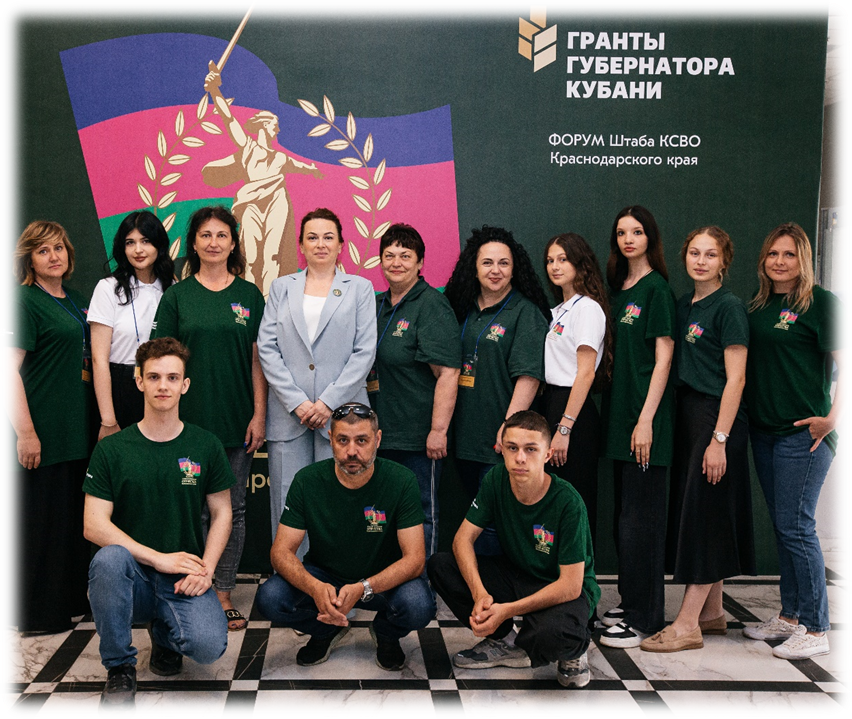 ГРАНТЫ
ГУБЕРНАТОРА
КУБАНИ
ФОРУМ Штаба КСВО
Краснодарского края